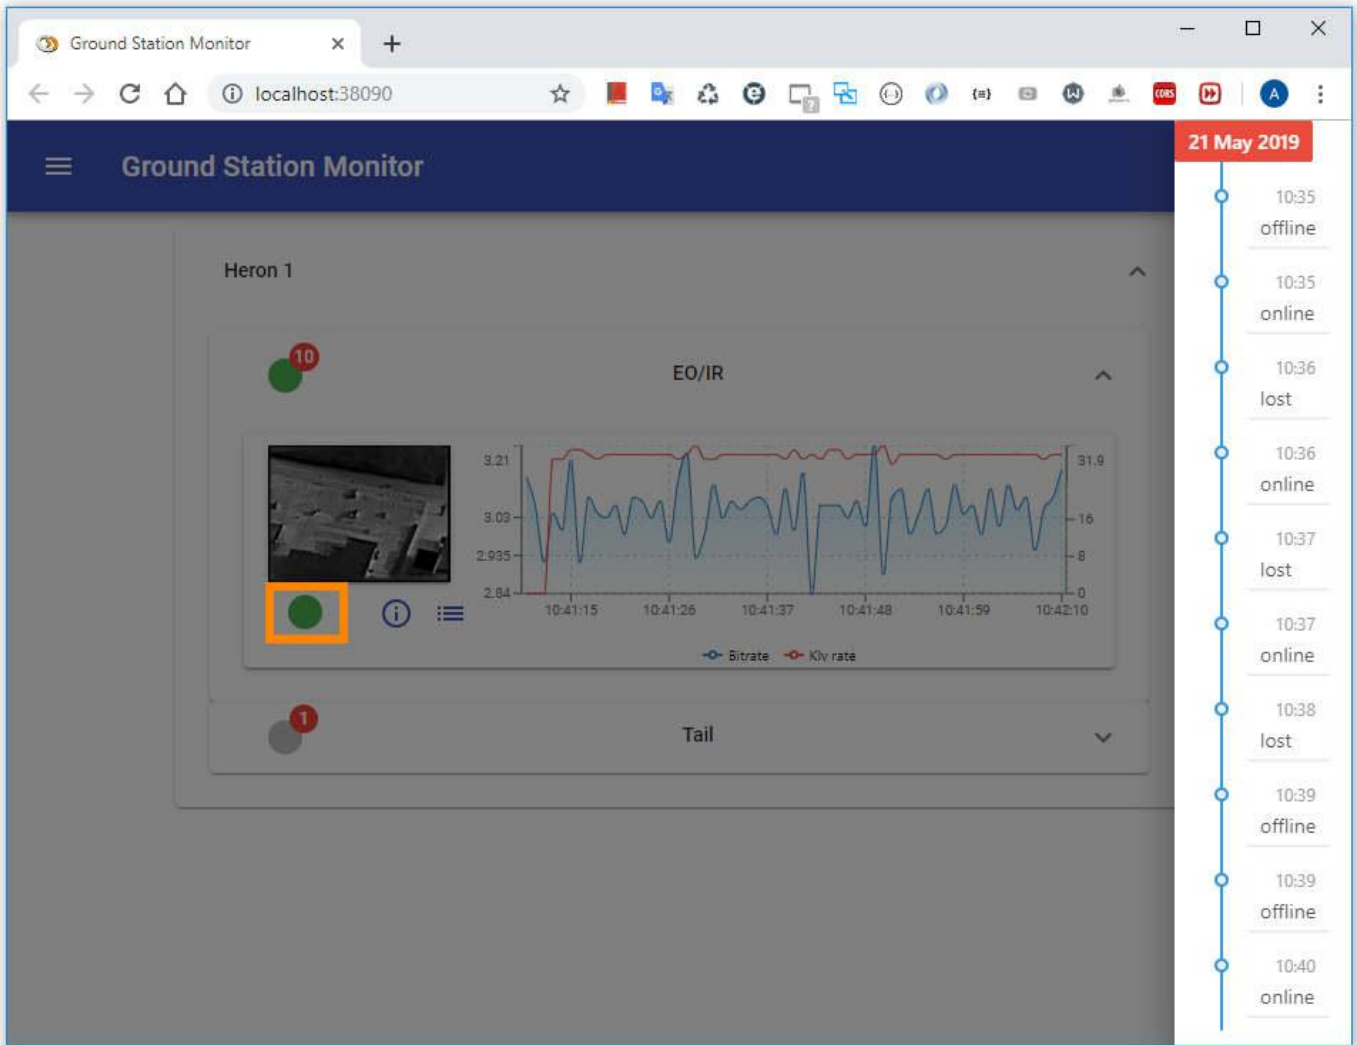 Ground Station Monitor
localhost:38090
CORS
A
Ground Station Monitor
21 May 2019
10:35
offline
10:35
online
10:36
lost
10:36
online
10:37
lost
10:37
online
10:38
lost
10:39
offline
10:39
offline
10:40
online
Heron 1
10
EO/IR
3.21
3.03
2.935
2.84
31.9
16
8
0
10:41:15 10:41:26 10:41:37 10:41:48 10:41:59 10:42:10
Bitrate Klv rate
1
Tail